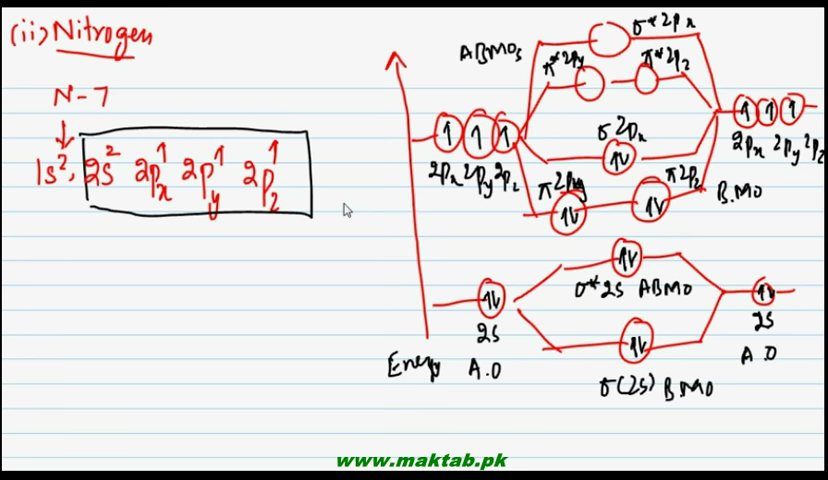 (ii) Nitrogen
N-7
1s², 2s² 2p¹x 2p¹y 2p¹z
ABMOs
σ*2px
π*2py π*2pz
2px 2py 2pz
σ2px
2px 2py 2pz
π2py π2pz
B.MO
σ*2s ABMO
2s
A.O
2s
A.O
Energy
σ(2s) BMO
www.maktab.pk